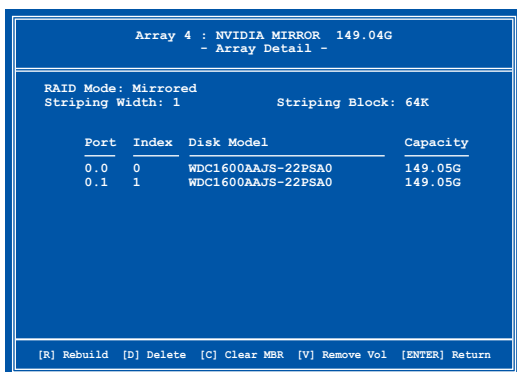 Array 4 : NVIDIA MIRROR 149.04G
- Array Detail -
RAID Mode: Mirrored
Striping Width: 1 Striping Block: 64K
Port Index Disk Model Capacity
0.0 0 WDC1600AAJS-22PSA0 149.05G
0.1 1 WDC1600AAJS-22PSA0 149.05G
[R] Rebuild [D] Delete [C] Clear MBR [V] Remove Vol [ENTER] Return